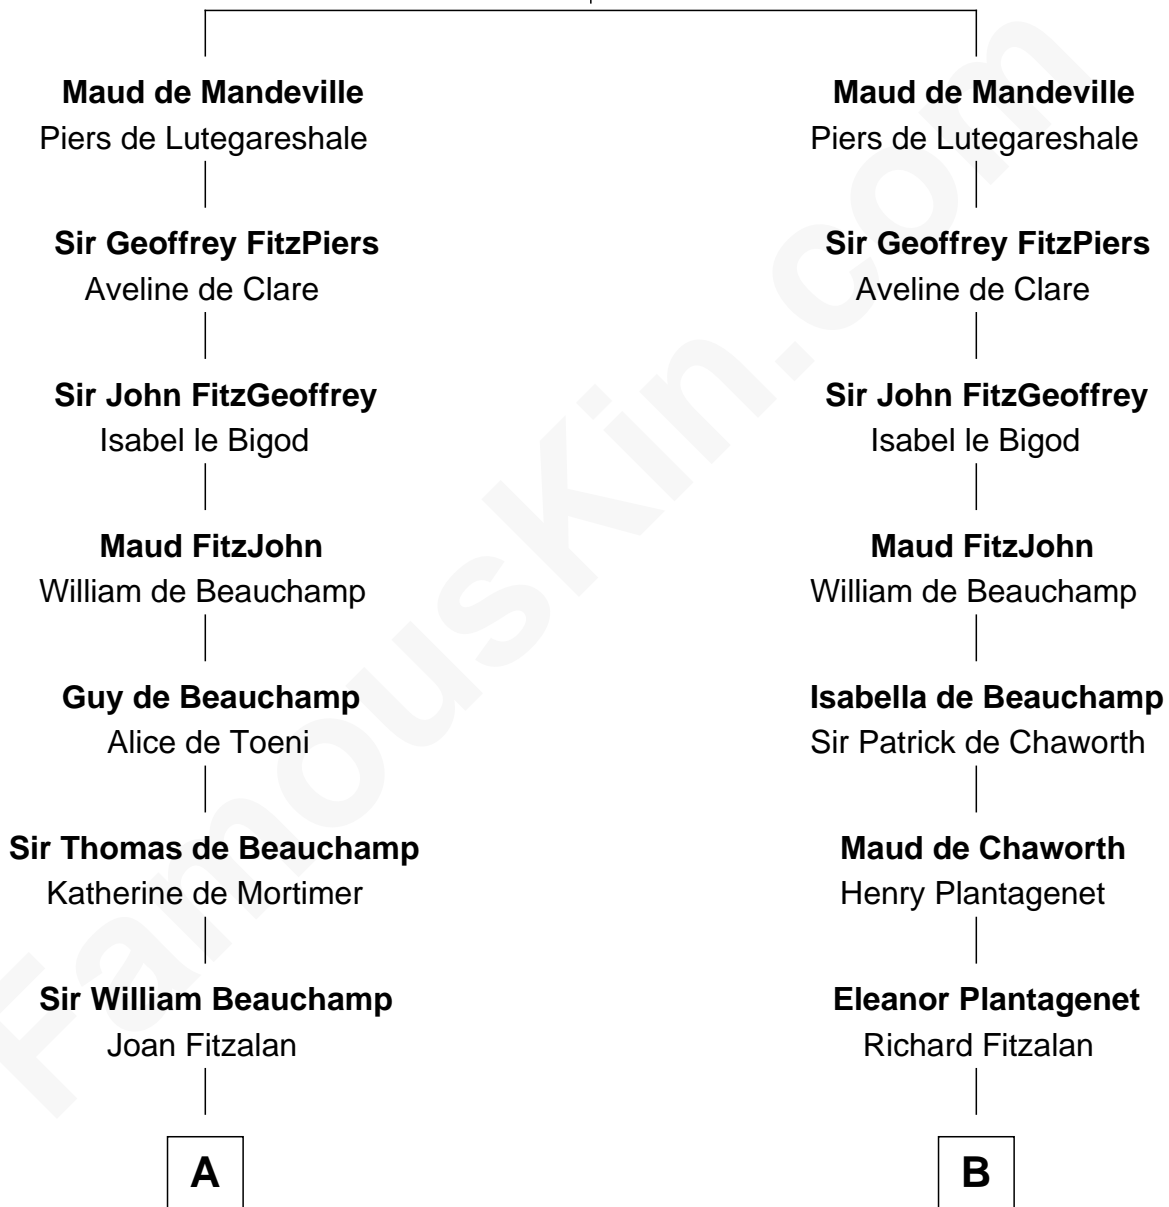 Maud de Mandeville
Piers de Lutegareshale
Sir Geoffrey FitzPiers
Aveline de Clare
Sir John FitzGeoffrey
Isabel le Bigod
Maud FitzJohn
William de Beauchamp
Guy de Beauchamp
Alice de Toeni
Sir Thomas de Beauchamp
Katherine de Mortimer
Sir William Beauchamp
Joan Fitzalan
A
Maud de Mandeville
Piers de Lutegareshale
Sir Geoffrey FitzPiers
Aveline de Clare
Sir John FitzGeoffrey
Isabel le Bigod
Maud FitzJohn
William de Beauchamp
Isabella de Beauchamp
Sir Patrick de Chaworth
Maud de Chaworth
Henry Plantagenet
Eleanor Plantagenet
Richard Fitzalan
B
FamousKin.com